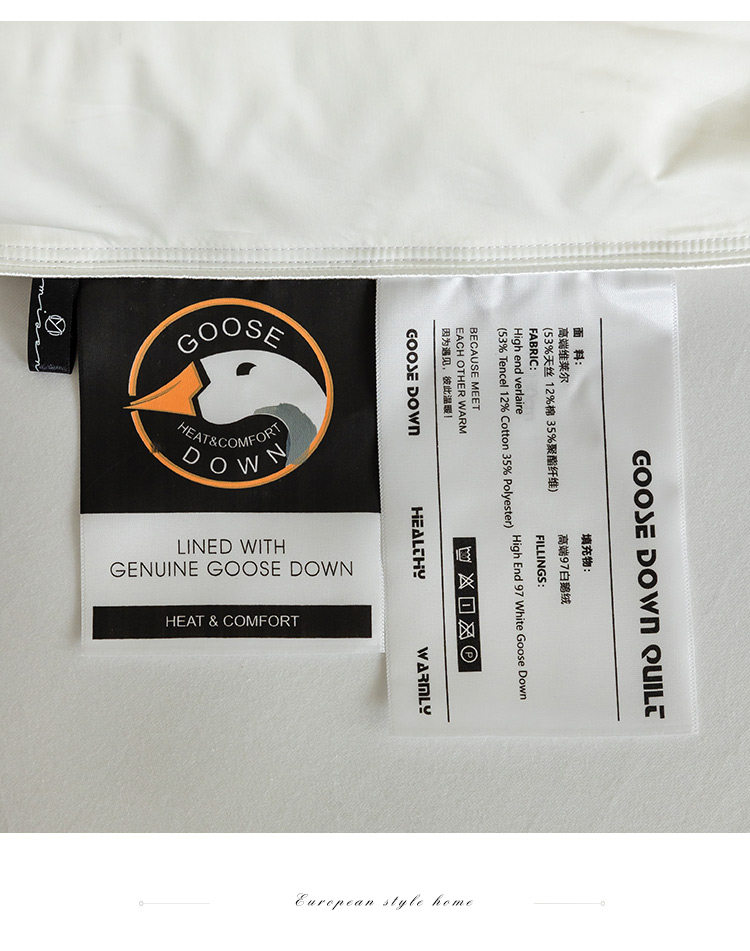 mioon
GOOSE
HEAT&COMFORT
DOWN
LINED WITH
GENUINE GOOSE DOWN
HEAT & COMFORT
GOOSE DOWN QUILT
面 料:
高端维莱尔
(53%天丝 12%棉 35%聚酯纤维)
FABRIC:
High end verlaire
(53% Tencel 12% Cotton 35% Polyester)
填充物:
高端97白鹅绒
FILLINGS:
High End 97 White Goose Down
BECAUSE MEET
EACH OTHER WARM
因为遇见,彼此温暖!
GOOSE DOWN HEALTHY WARMLY
European style home